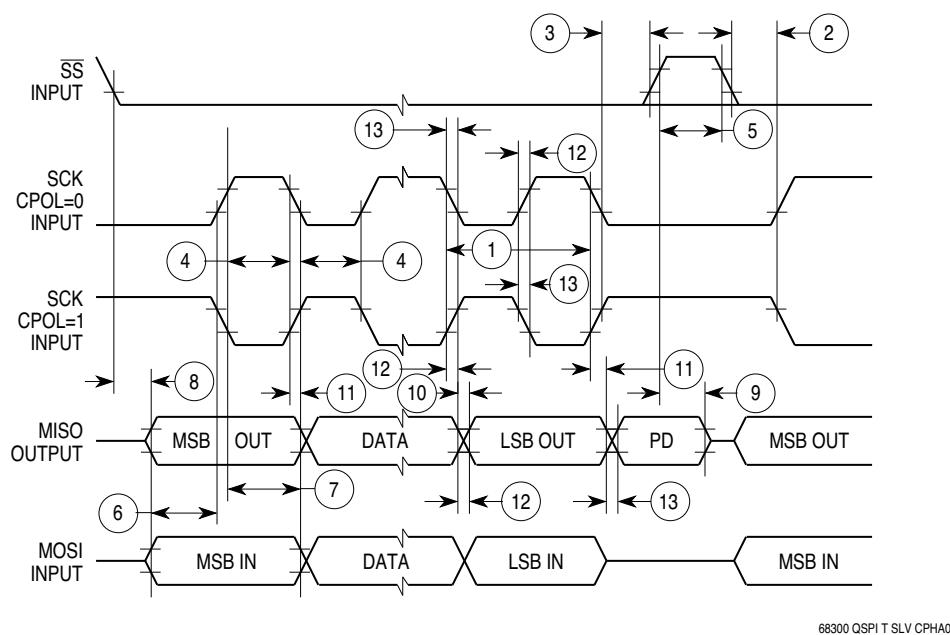 3
2
SS
INPUT
13
12
5
SCK
CPOL=0
INPUT
4
4
1
13
SCK
CPOL=1
INPUT
8
11
12
10
11
9
MISO
OUTPUT
MSB OUT
DATA
LSB OUT
PD
MSB OUT
6
7
12
13
MOSI
INPUT
MSB IN
DATA
LSB IN
MSB IN
68300 QSPI T SLV CPHA0